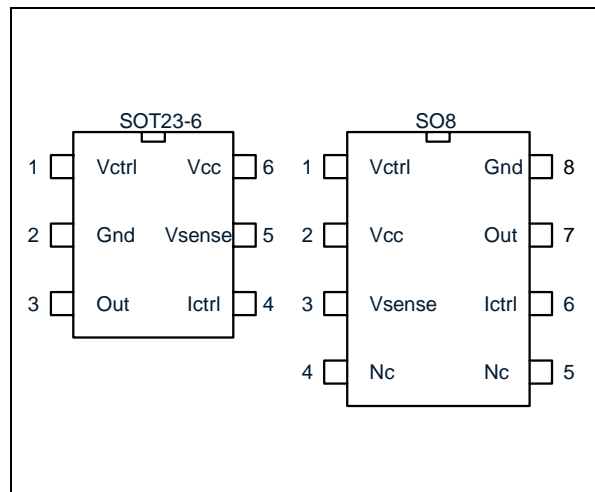 SOT23-6
1 Vctrl Vcc 6
2 Gnd Vsense 5
3 Out Ictrl 4
SO8
1 Vctrl Gnd 8
2 Vcc Out 7
3 Vsense Ictrl 6
4 Nc Nc 5